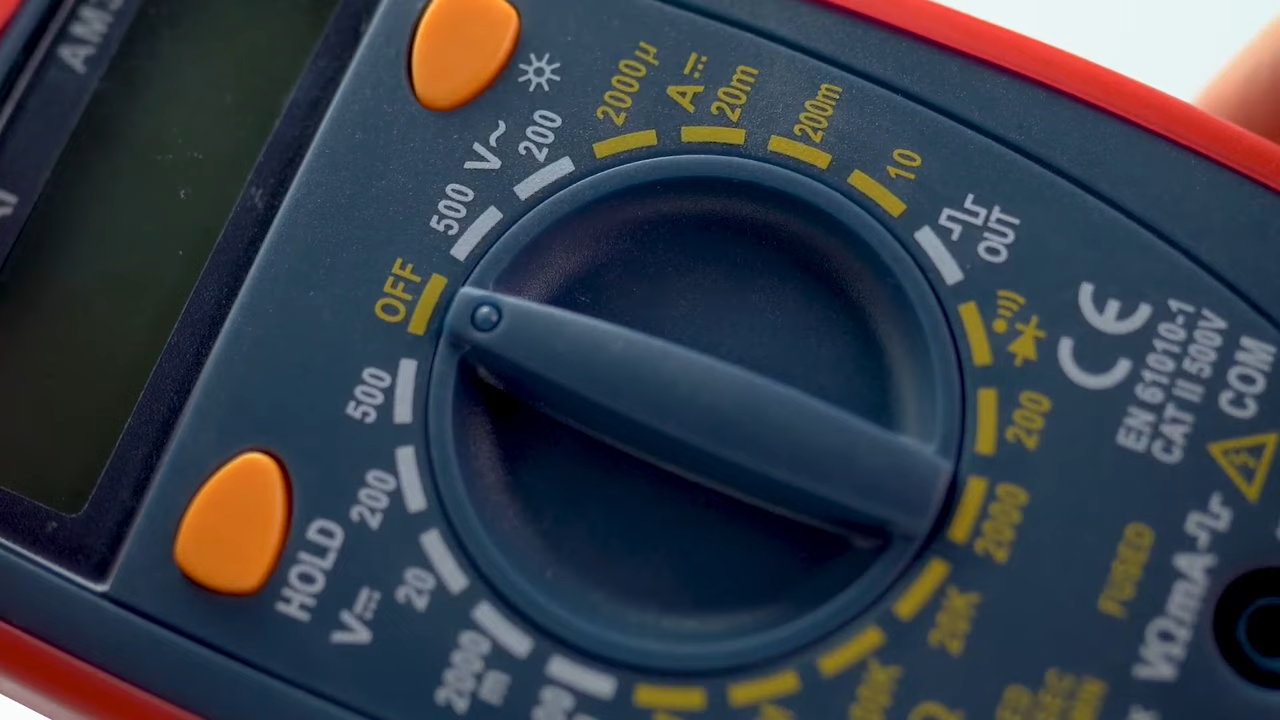 OFF
500
V~
200
2000µ
A⎓
20m
200m
10
OUT
200
2000
20K
500
200
20
2000
m
V⎓
HOLD
CE
EN 61010-1
CAT II 500V
COM
FUSED
VΩmA